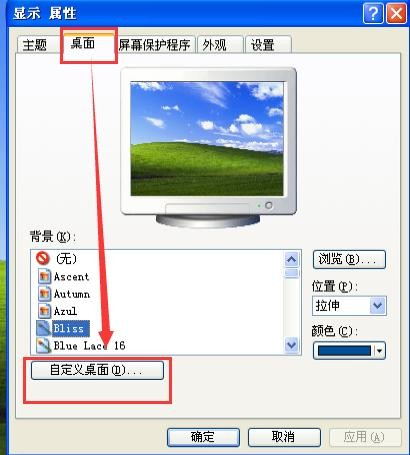 显示 属性
主题 桌面 屏幕保护程序 外观 设置
背景(K):
(无)
Ascent
Autumn
Azul
Bliss
Blue Lace 16
浏览(B)...
位置(P):
拉伸
颜色(C):
自定义桌面(D)...
确定 取消 应用(A)